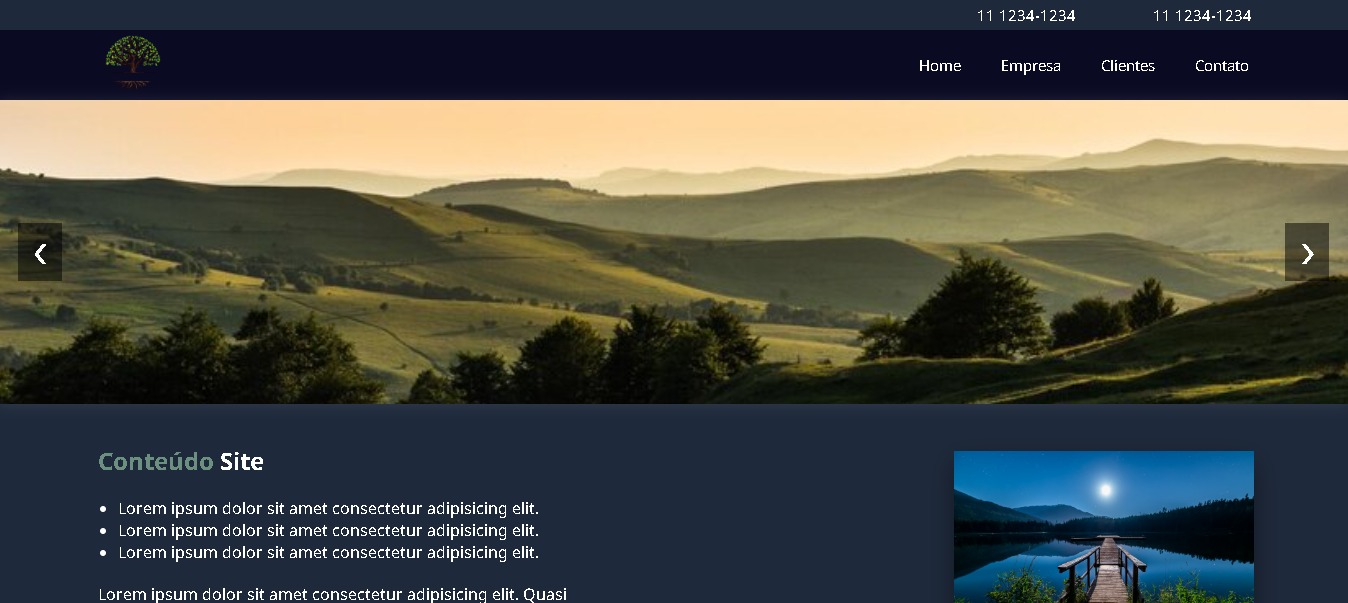 11 1234-1234 11 1234-1234
Home Empresa Clientes Contato
❮ ❯
Conteúdo Site
• Lorem ipsum dolor sit amet consectetur adipisicing elit.
• Lorem ipsum dolor sit amet consectetur adipisicing elit.
• Lorem ipsum dolor sit amet consectetur adipisicing elit.
Lorem ipsum dolor sit amet consectetur adipisicing elit. Quasi